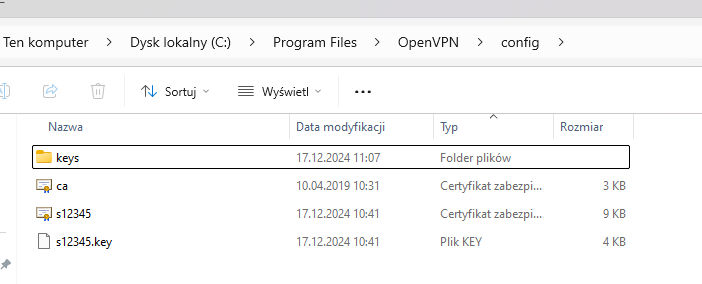 Ten komputer > Dysk lokalny (C:) > Program Files > OpenVPN > config >
Sortuj Wyświetl ...
Nazwa Data modyfikacji Typ Rozmiar
keys 17.12.2024 11:07 Folder plików
ca 10.04.2019 10:31 Certyfikat zabezpi... 3 KB
s12345 17.12.2024 10:41 Certyfikat zabezpi... 9 KB
s12345.key 17.12.2024 10:41 Plik KEY 4 KB